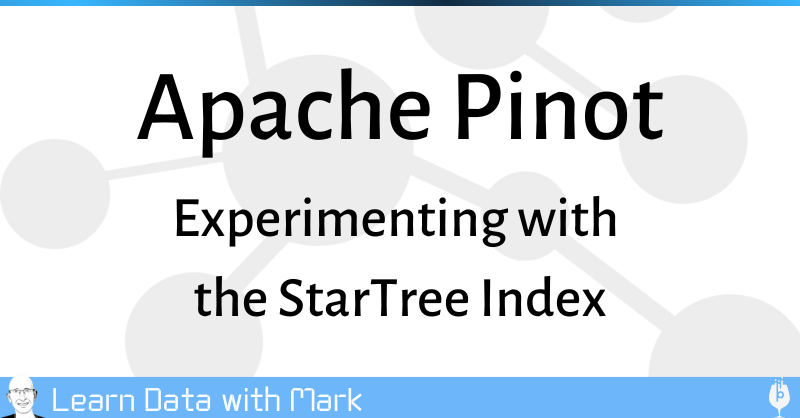 Apache Pinot
Experimenting with
the StarTree Index
Learn Data with Mark